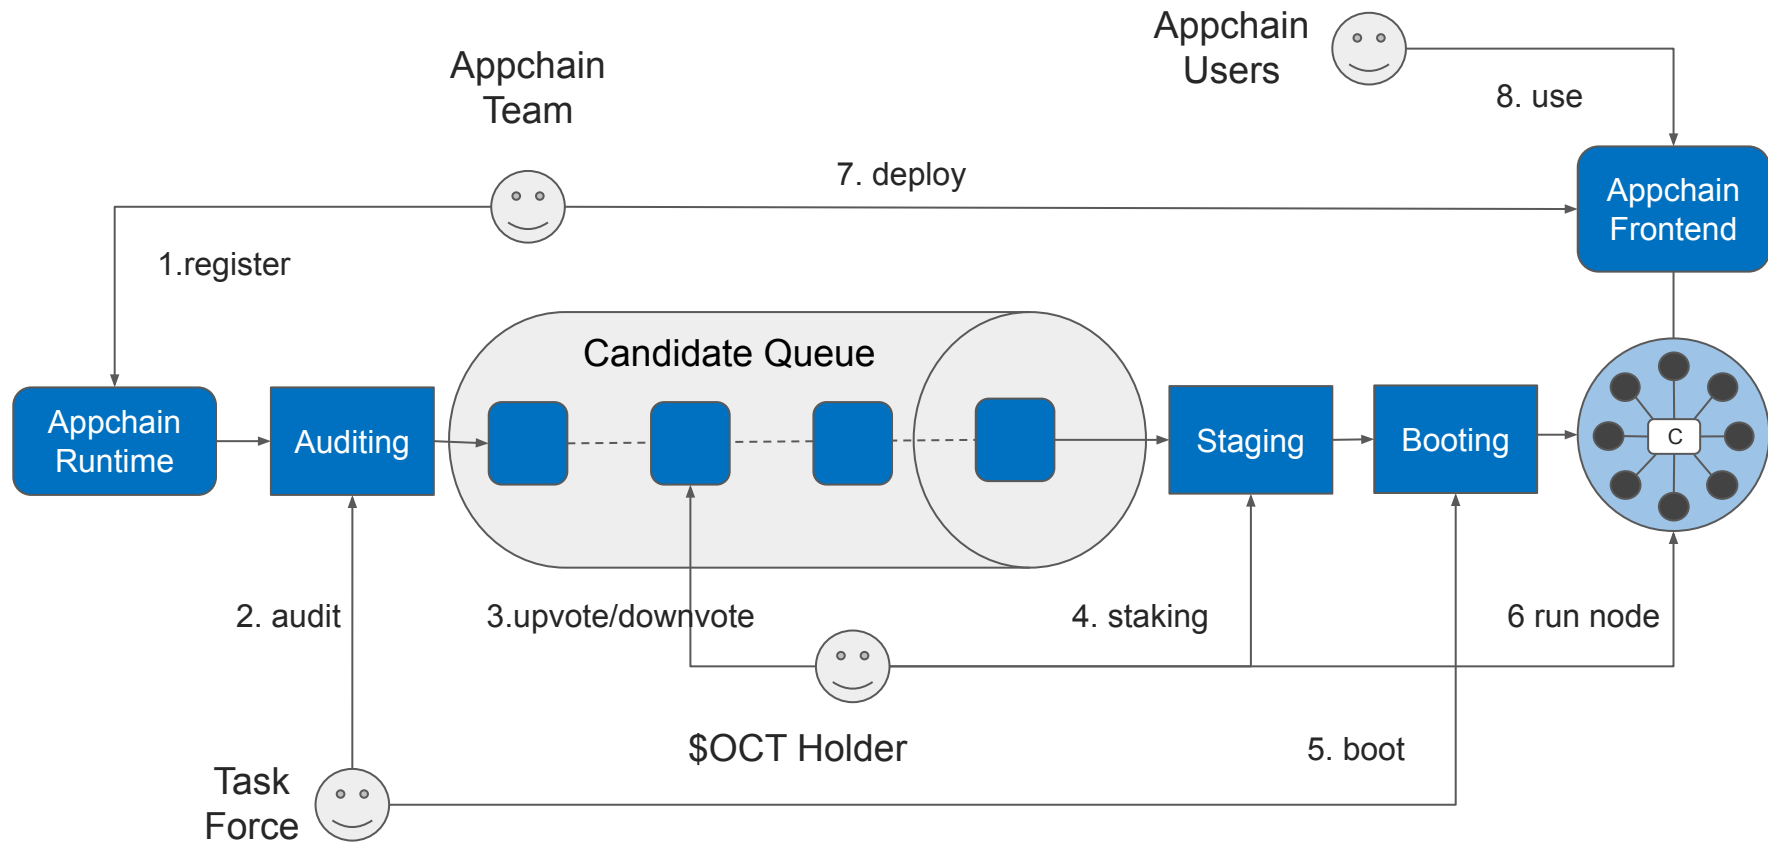 Appchain
Users
Appchain
Team
8. use
7. deploy
Appchain
Frontend
1.register
Candidate Queue
Appchain
Runtime
Auditing
Staging
Booting
C
2. audit
3.upvote/downvote
4. staking
6 run node
$OCT Holder
5. boot
Task
Force